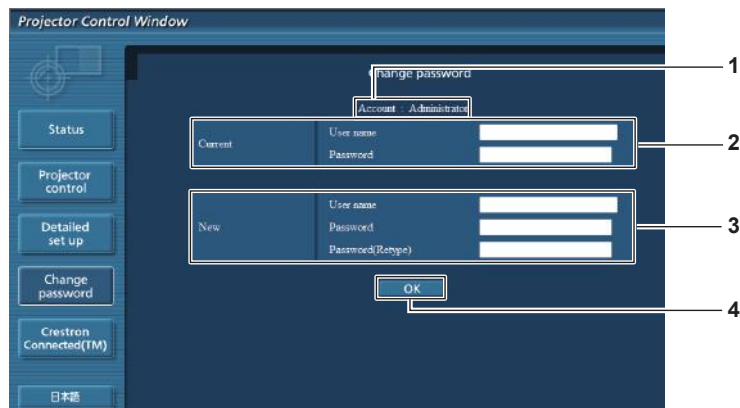 Projector Control Window
Change password
1
Account : Administrator
Status
Current
User name
Password
2
Projector
control
Detailed
set up
New
User name
Password
Password(Retype)
3
Change
password
OK
4
Crestron
Connected(TM)
日本語